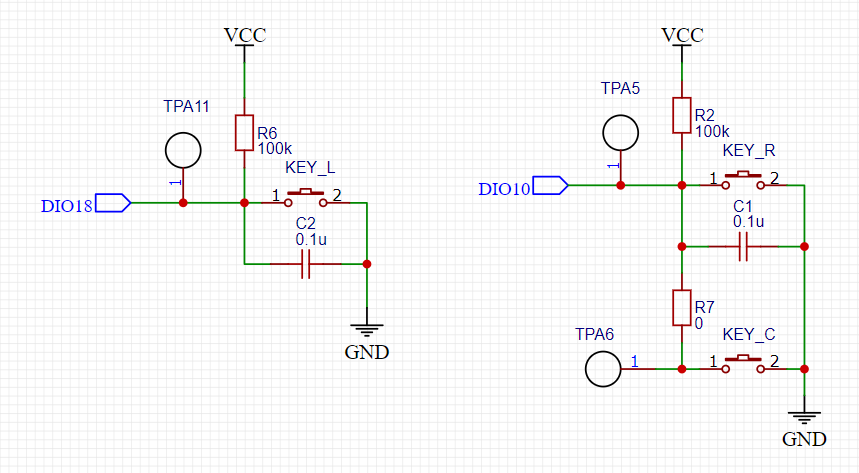 VCC
TPA11
R6
100k
KEY_L
1
1
2
DIO18
C2
0.1u
GND
VCC
TPA5
R2
100k
KEY_R
1
1
2
DIO10
C1
0.1u
R7
0
TPA6
KEY_C
1
1
2
GND